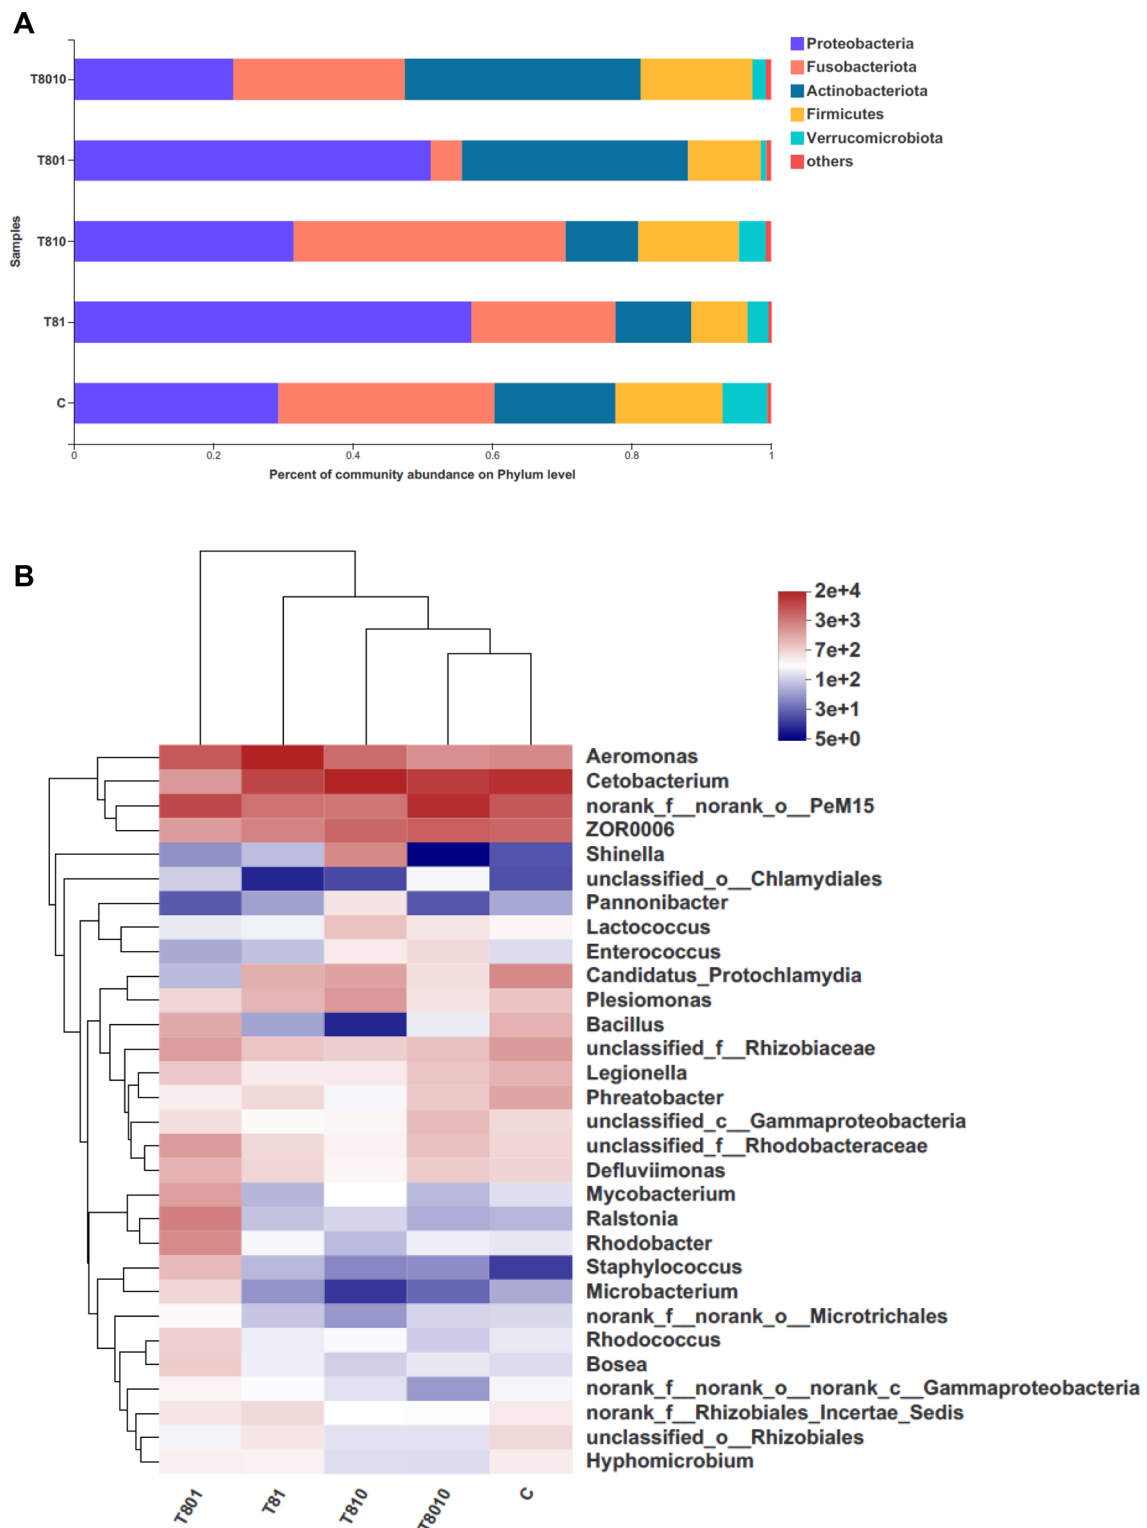 A
Proteobacteria
Fusobacteriota
Actinobacteriota
Firmicutes
Verrucomicrobiota
others
Samples
T8010
T801
T810
T81
C
0 0.2 0.4 0.6 0.8 1
Percent of community abundance on Phylum level
B
2e+4
3e+3
7e+2
1e+2
3e+1
5e+0
Aeromonas
Cetobacterium
norank_f__norank_o__PeM15
ZOR0006
Shinella
unclassified_o__Chlamydiales
Pannonibacter
Lactococcus
Enterococcus
Candidatus_Protochlamydia
Plesiomonas
Bacillus
unclassified_f__Rhizobiaceae
Legionella
Phreatobacter
unclassified_c__Gammaproteobacteria
unclassified_f__Rhodobacteraceae
Defluviimonas
Mycobacterium
Ralstonia
Rhodobacter
Staphylococcus
Microbacterium
norank_f__norank_o__Microtrichales
Rhodococcus
Bosea
norank_f__norank_o__norank_c__Gammaproteobacteria
norank_f__Rhizobiales_Incertae_Sedis
unclassified_o__Rhizobiales
Hyphomicrobium
T801 T81 T810 T8010 C